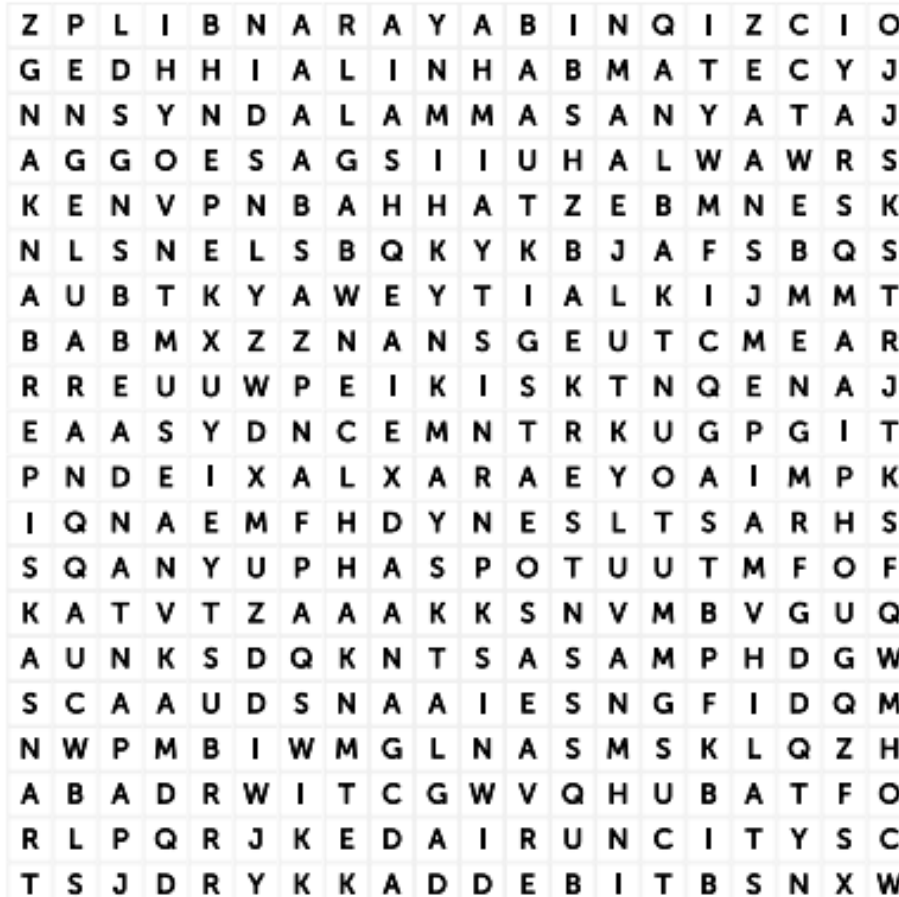 Z P L I B N A R A Y A B I N Q I Z C I O
G E D H H I A L I N H A B M A T E C Y J
N N S Y N D A L A M M A S A N Y A T A J
A G G O E S A G S I I U H A L W A W R S
K E N V P N B A H H A T Z E B M N E S K
N L S N E L S B Q K Y K B J A F S B Q S
A U B T K Y A W E Y T I A L K I J M M T
B A B M X Z Z N A N S G E U T C M E A R
R R E U U W P E I K I S K T N Q E N A J
E A A S Y D N C E M N T R K U G P G I T
P N D E I X A L X A R A E Y O A I M P K
I Q N A E M F H D Y N E S L T S A R H S
S Q A N Y U P H A S P O T U U T M F O F
K A T V T Z A A A K K S N V M B V G U Q
A U N K S D Q K N T S A S A M P H D G W
S C A A U D S N A A I E S N G F I D Q M
N W P M B I W M G L N A S M S K L Q Z H
A B A D R W I T C G W V Q H U B A T F O
R L P Q R J K E D A I R U N C I T Y S C
T S J D R Y K K A D D E B I T B S N X W